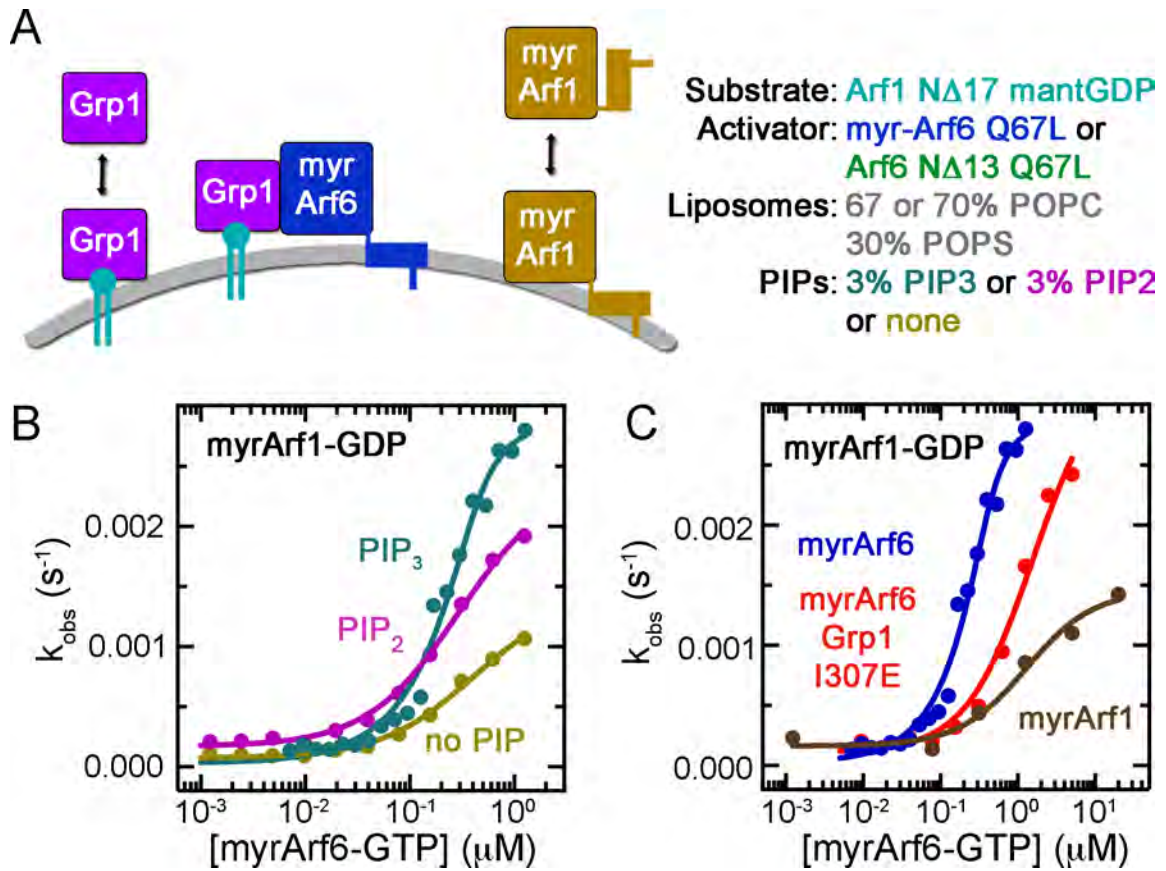 A
Grp1
Grp1
Grp1
myr
Arf6
myr
Arf1
myr
Arf1
Substrate: Arf1 NΔ17 mantGDP
Activator: myr-Arf6 Q67L or
Arf6 NΔ13 Q67L
Liposomes: 67 or 70% POPC
30% POPS
PIPs: 3% PIP3 or 3% PIP2
or none
B
myrArf1-GDP
PIP₃
PIP₂
no PIP
k_obs (s⁻¹)
0.002
0.001
0.000
10⁻³ 10⁻² 10⁻¹ 10⁰
[myrArf6-GTP] (μM)
C
myrArf1-GDP
myrArf6
myrArf6
Grp1
I307E
myrArf1
k_obs (s⁻¹)
0.002
0.001
0.000
10⁻³ 10⁻² 10⁻¹ 10⁰ 10¹
[myrArf6-GTP] (μM)